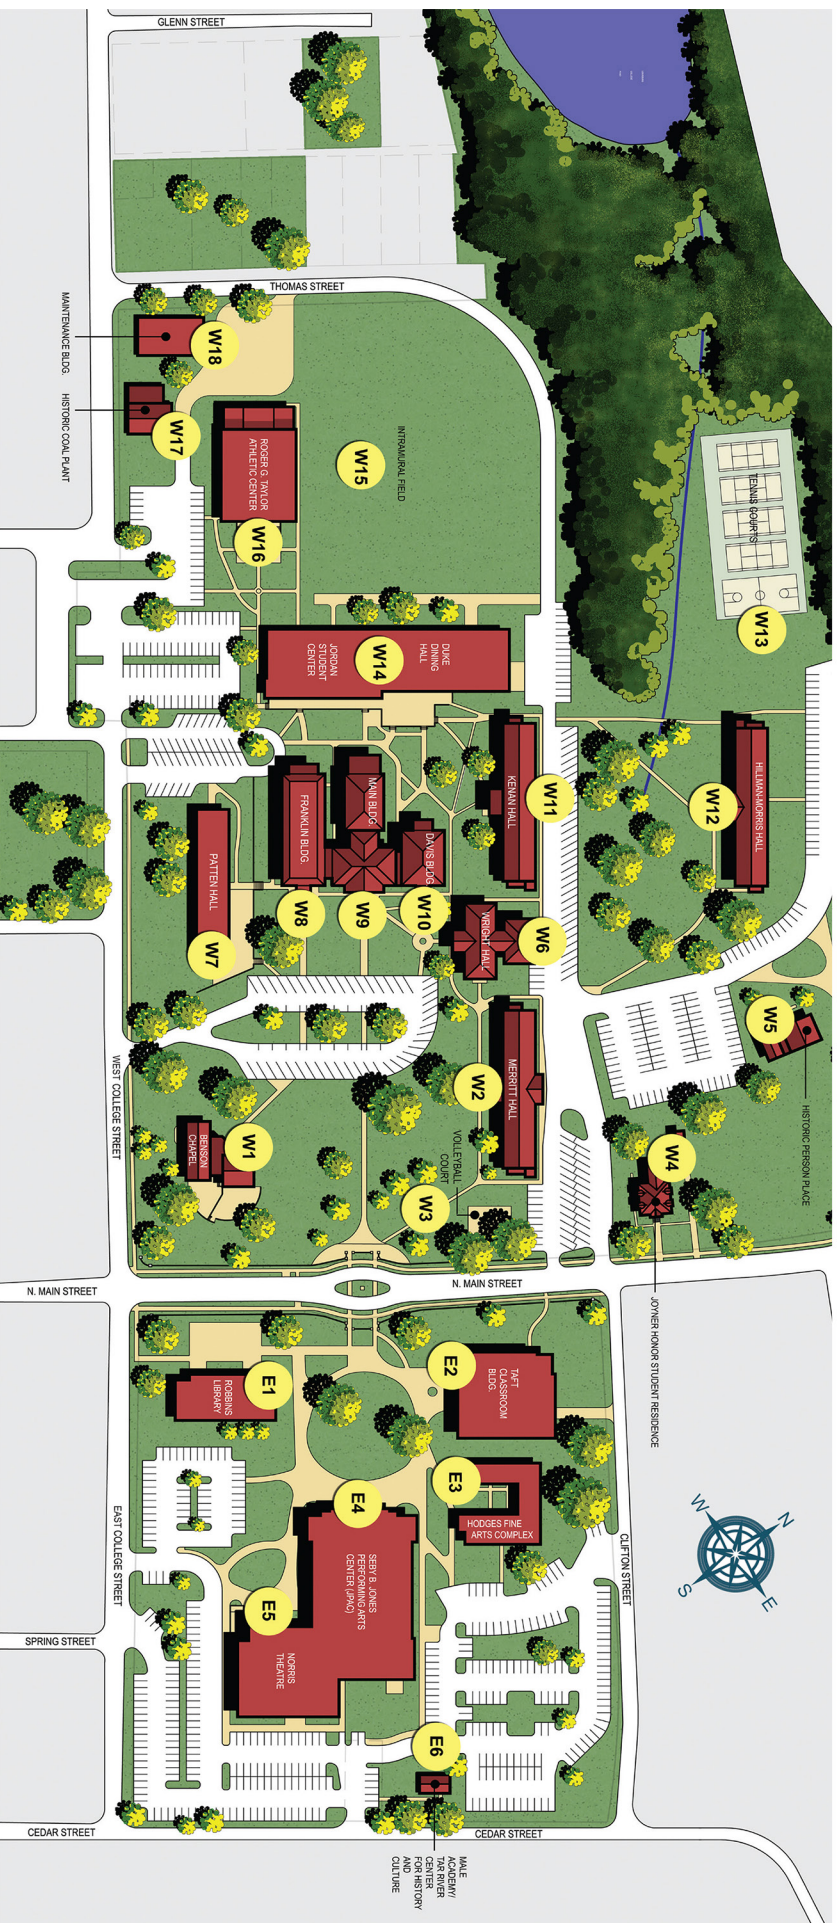 GLENN STREET
THOMAS STREET
MAINTENANCE BLDG.
W18
HISTORIC COAL PLANT
W17
ROGER G. TAYLOR
ATHLETIC CENTER
W16
INTRAMURAL FIELD
W15
TENNIS COURTS
W13
DUKE
DINING
HALL
W14
JORDAN
STUDENT
CENTER
KENAN HALL
W11
HILLMAN-MORRIS HALL
W12
MAIN BLDG.
W9
FRANKLIN BLDG.
W8
DAVIS BLDG.
W10
PATTEN HALL
W7
WRIGHT HALL
W6
W5
HISTORIC PERSON PLACE
MERRITT HALL
W2
WEST COLLEGE STREET
BENSON
CHAPEL
W1
VOLLEYBALL
COURT
W3
W4
JOYNER HONOR STUDENT RESIDENCE
N. MAIN STREET
N. MAIN STREET
E1
ROBBINS
LIBRARY
E2
TAFT
CLASSROOM
BLDG.
E3
HODGES FINE
ARTS COMPLEX
E4
SEBY B. JONES
PERFORMING ARTS
CENTER (JPAC)
E5
NORRIS
THEATRE
EAST COLLEGE STREET
CLIFTON STREET
N
E
S
W
SPRING STREET
E6
CEDAR STREET
CEDAR STREET
MALE
ACADEMY/
TAR RIVER
CENTER
FOR HISTORY
AND
CULTURE